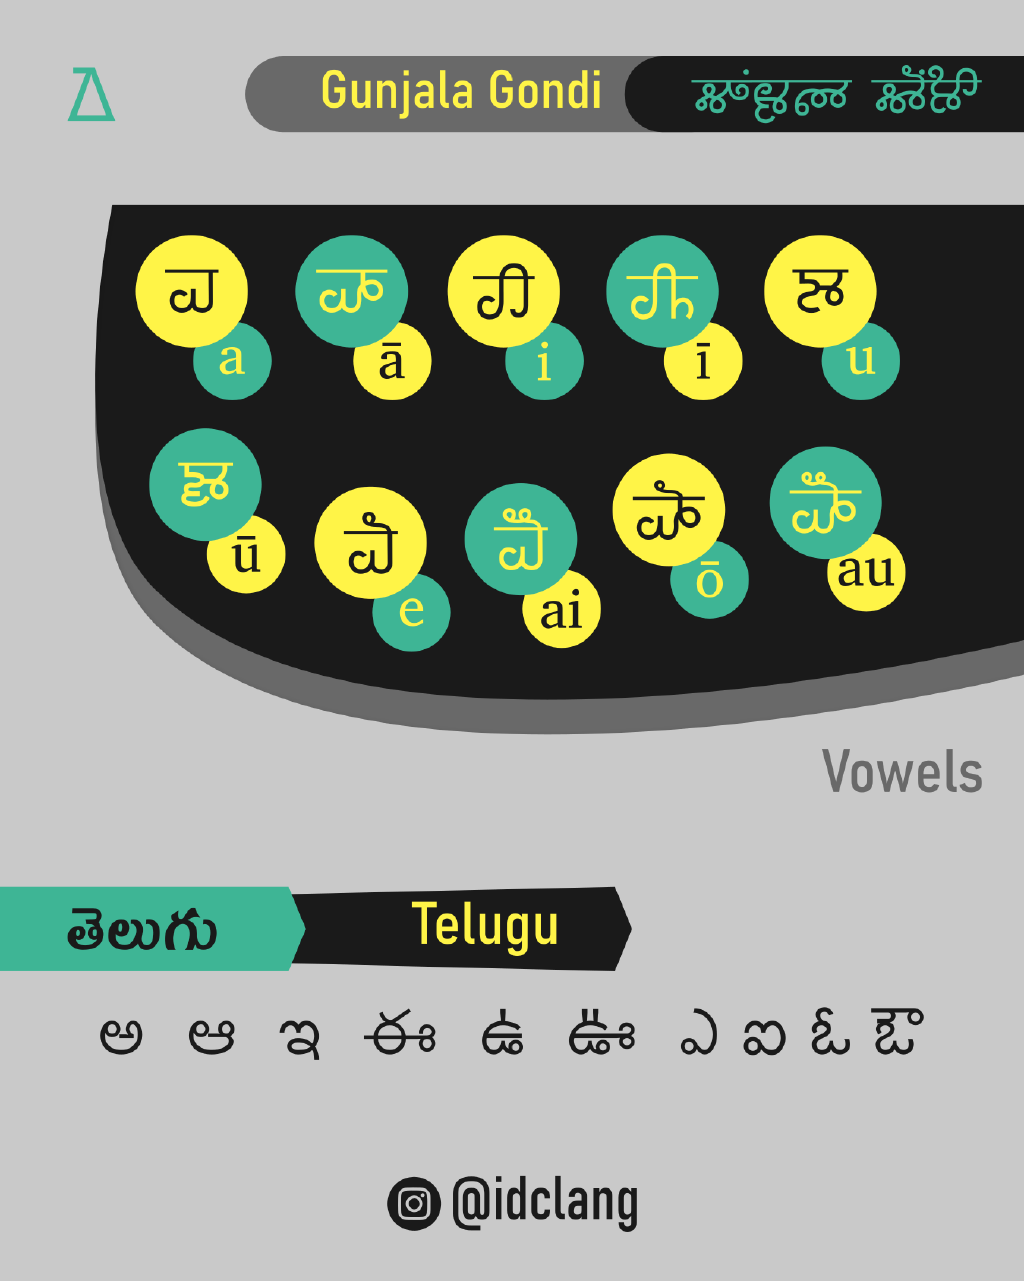 Gunjala Gondi
𑵠 𑵡 𑵢 𑵣 𑵤
a ā i ī u
𑵥 𑵧 𑵨 𑵪 𑵫
ū e ai ō au
Vowels
తెలుగు Telugu
అ ఆ ఇ ఈ ఉ ఊ ఎ ఐ ఓ ఔ
@idclang